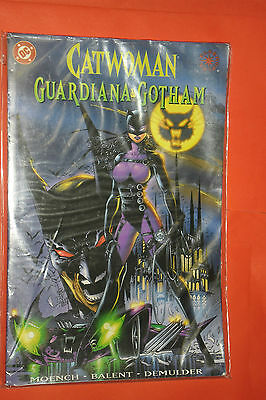 DC
CATWOMAN
GUARDIANA DI GOTHAM
MOENCH - BALENT - DEMULDER